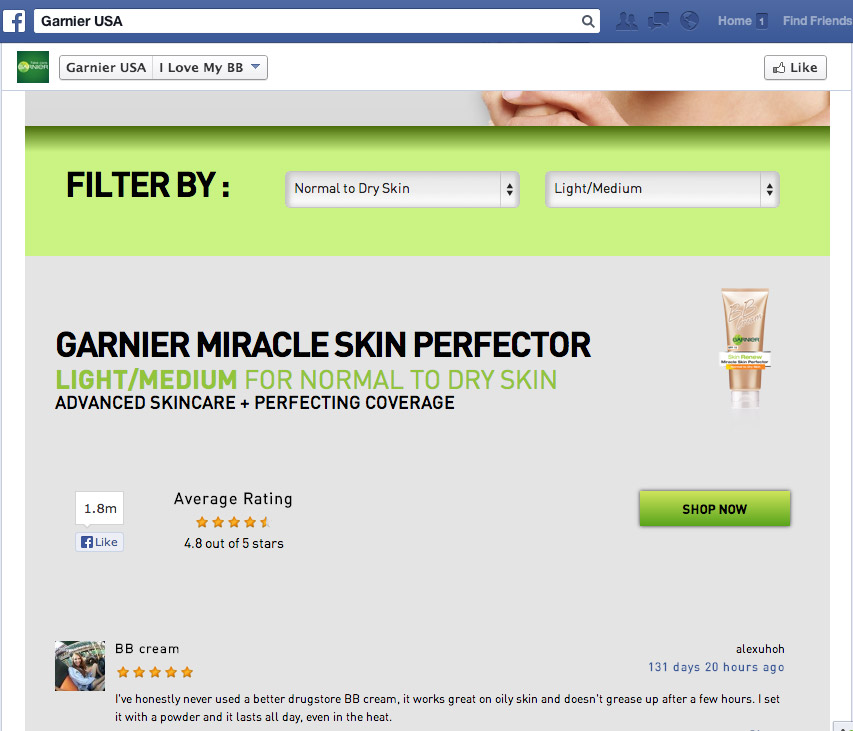 Garnier USA
Home 1 Find Friends
GARNIER
Garnier USA I Love My BB
Like
FILTER BY :
Normal to Dry Skin
Light/Medium
GARNIER MIRACLE SKIN PERFECTOR
LIGHT/MEDIUM FOR NORMAL TO DRY SKIN
ADVANCED SKINCARE + PERFECTING COVERAGE
BB
Cream
GARNIER
Skin Renew
Miracle Skin Perfector
1.8m
Like
Average Rating
4.8 out of 5 stars
SHOP NOW
BB cream
alexuhoh
131 days 20 hours ago
I've honestly never used a better drugstore BB cream, it works great on oily skin and doesn't grease up after a few hours. I set
it with a powder and it lasts all day, even in the heat.